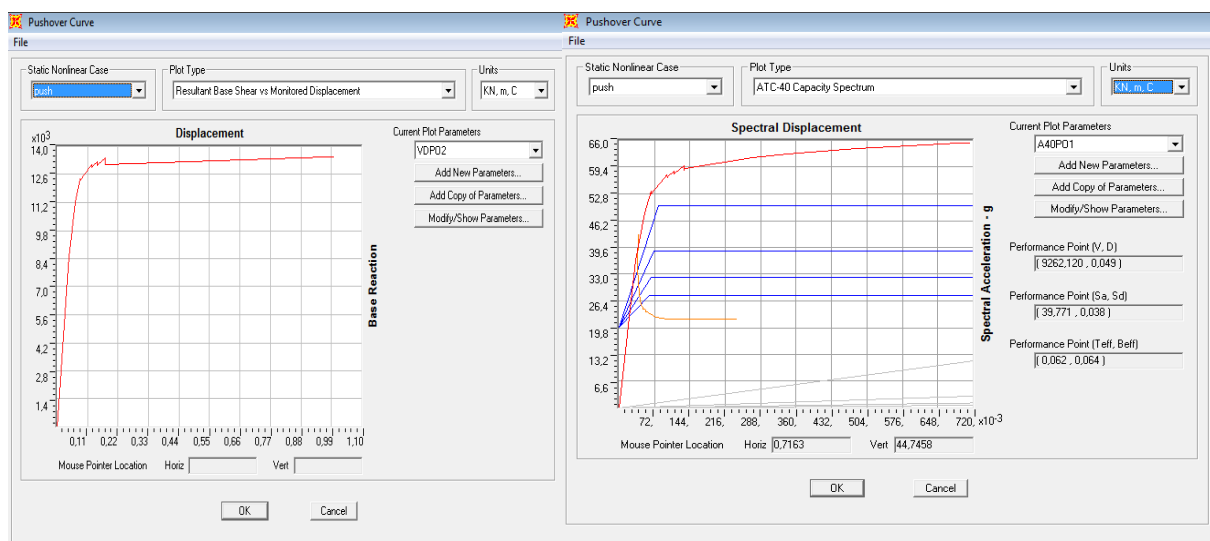 Pushover Curve
File
Static Nonlinear Case
push
Plot Type
Resultant Base Shear vs Monitored Displacement
Units
KN, m, C
Displacement
x10³
14,0
12,6
11,2
9,8
8,4
7,0
5,6
4,2
2,8
1,4
0,11 0,22 0,33 0,44 0,55 0,66 0,77 0,88 0,99 1,10
Base Reaction
Current Plot Parameters
VDPO2
Add New Parameters...
Add Copy of Parameters...
Modify/Show Parameters...
Mouse Pointer Location Horiz Vert
OK Cancel
Pushover Curve
File
Static Nonlinear Case
push
Plot Type
ATC-40 Capacity Spectrum
Units
KN, m, C
Spectral Displacement
66,0
59,4
52,8
46,2
39,6
33,0
26,4
19,8
13,2
6,6
72, 144, 216, 288, 360, 432, 504, 576, 648, 720, x10⁻³
Spectral Acceleration - g
Current Plot Parameters
A40PO1
Add New Parameters...
Add Copy of Parameters...
Modify/Show Parameters...
Performance Point (V, D)
( 9262,120 , 0,049 )
Performance Point (Sa, Sd)
( 39,771 , 0,038 )
Performance Point (Teff, Beff)
( 0,062 , 0,064 )
Mouse Pointer Location Horiz 0,7163 Vert 44,7458
OK Cancel